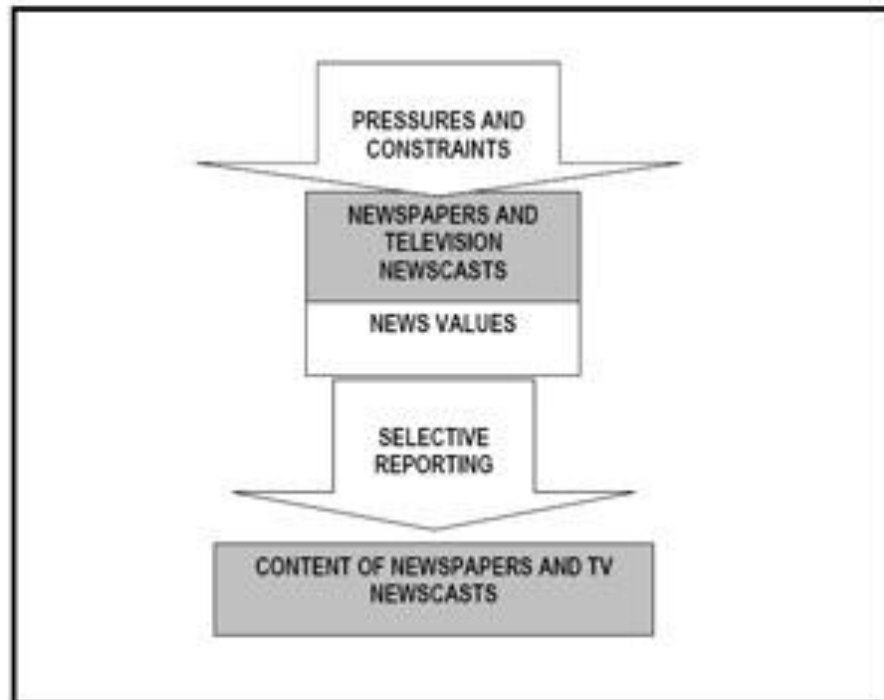 PRESSURES AND
CONSTRAINTS
NEWSPAPERS AND
TELEVISION
NEWSCASTS
NEWS VALUES
SELECTIVE
REPORTING
CONTENT OF NEWSPAPERS AND TV
NEWSCASTS